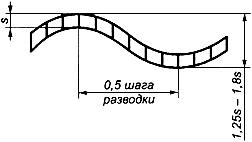 s
0,5 шага
разводки
1,25s – 1,8s